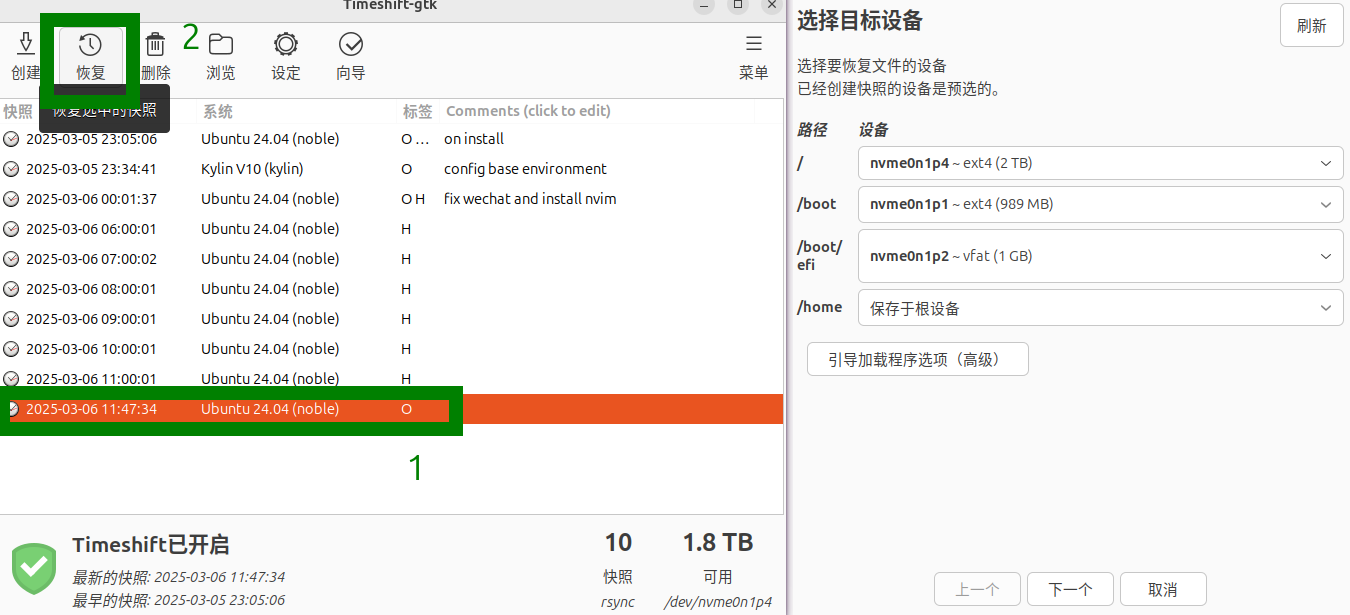 Timeshift-gtk
创建 恢复 删除 2 浏览 设定 向导 菜单
恢复选中的快照
快照 系统 标签 Comments (click to edit)
2025-03-05 23:05:06 Ubuntu 24.04 (noble) O … on install
2025-03-05 23:34:41 Kylin V10 (kylin) O config base environment
2025-03-06 00:01:37 Ubuntu 24.04 (noble) O H fix wechat and install nvim
2025-03-06 06:00:01 Ubuntu 24.04 (noble) H
2025-03-06 07:00:02 Ubuntu 24.04 (noble) H
2025-03-06 08:00:01 Ubuntu 24.04 (noble) H
2025-03-06 09:00:01 Ubuntu 24.04 (noble) H
2025-03-06 10:00:01 Ubuntu 24.04 (noble) H
2025-03-06 11:00:01 Ubuntu 24.04 (noble) H
2025-03-06 11:47:34 Ubuntu 24.04 (noble) O
1
Timeshift已开启
最新的快照: 2025-03-06 11:47:34
最早的快照: 2025-03-05 23:05:06
10
快照
rsync
1.8 TB
可用
/dev/nvme0n1p4
选择目标设备
刷新
选择要恢复文件的设备
已经创建快照的设备是预选的。
路径 设备
/ nvme0n1p4 ~ ext4 (2 TB)
/boot nvme0n1p1 ~ ext4 (989 MB)
/boot/
efi
nvme0n1p2 ~ vfat (1 GB)
/home 保存于根设备
引导加载程序选项（高级）
上一个 下一个 取消